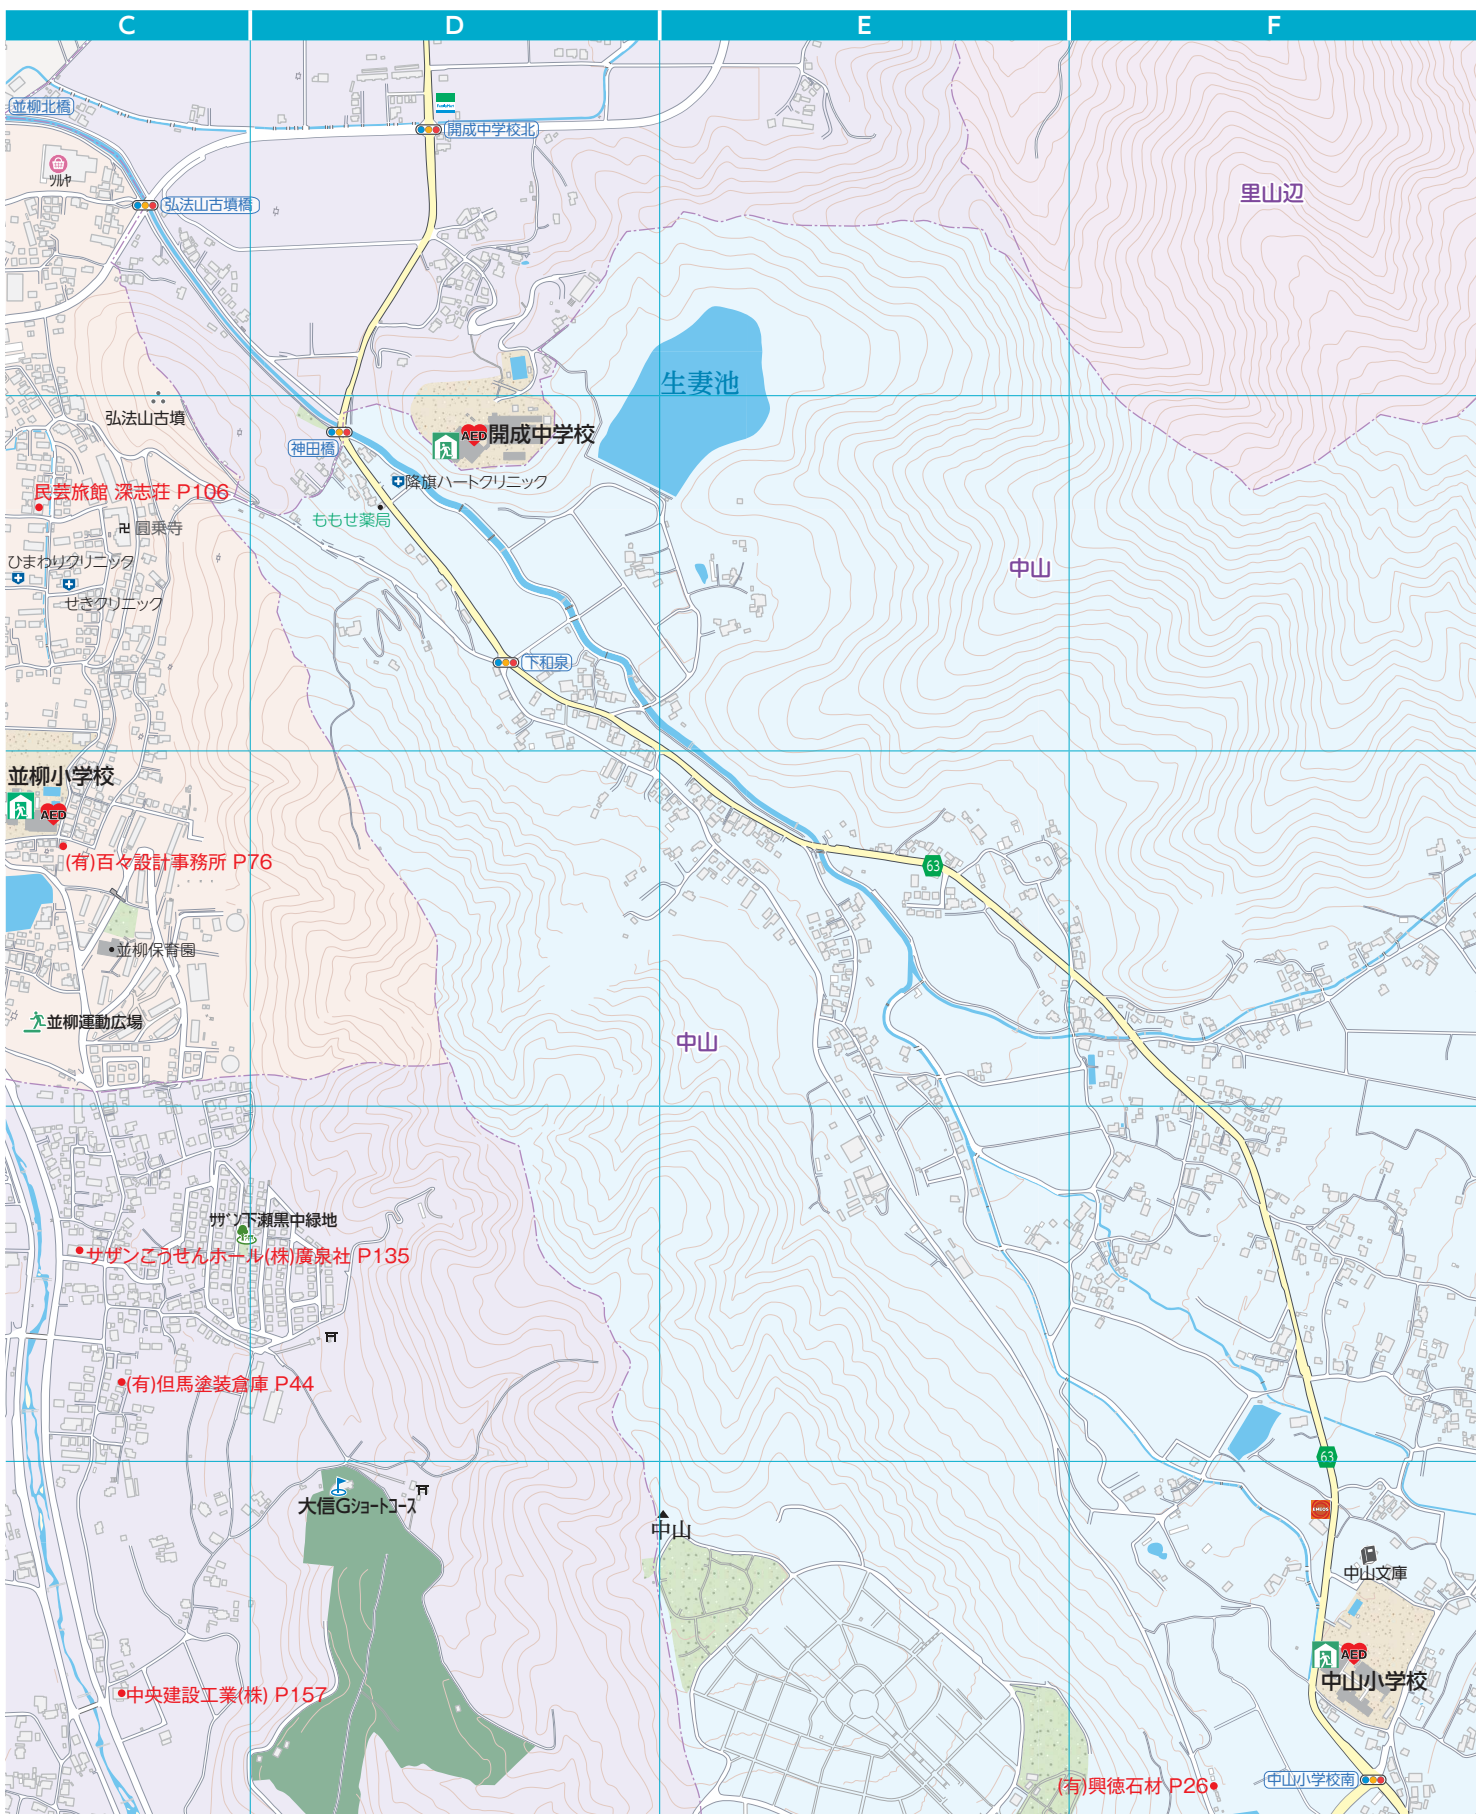 C D E F
並柳北橋
FamilyMart
開成中学校北
ツルヤ
里山辺
弘法山古墳橋
生妻池
弘法山古墳
AED 開成中学校
神田橋
降旗ハートクリニック
民芸旅館 深志荘 P106
ももせ薬局
卍 圓乗寺
ひまわりクリニック
中山
せきクリニック
下和泉
並柳小学校
AED
(有)百々設計事務所 P76
63
並柳保育園
並柳運動広場
中山
サザン下瀬黒中緑地
サザンこうせんホール(株)廣泉社 P135
(有)但馬塗装倉庫 P44
63
大信Gショートコース
ENEOS
中山
中山文庫
AED
中山小学校
中央建設工業(株) P157
中山小学校南
(有)興徳石材 P26